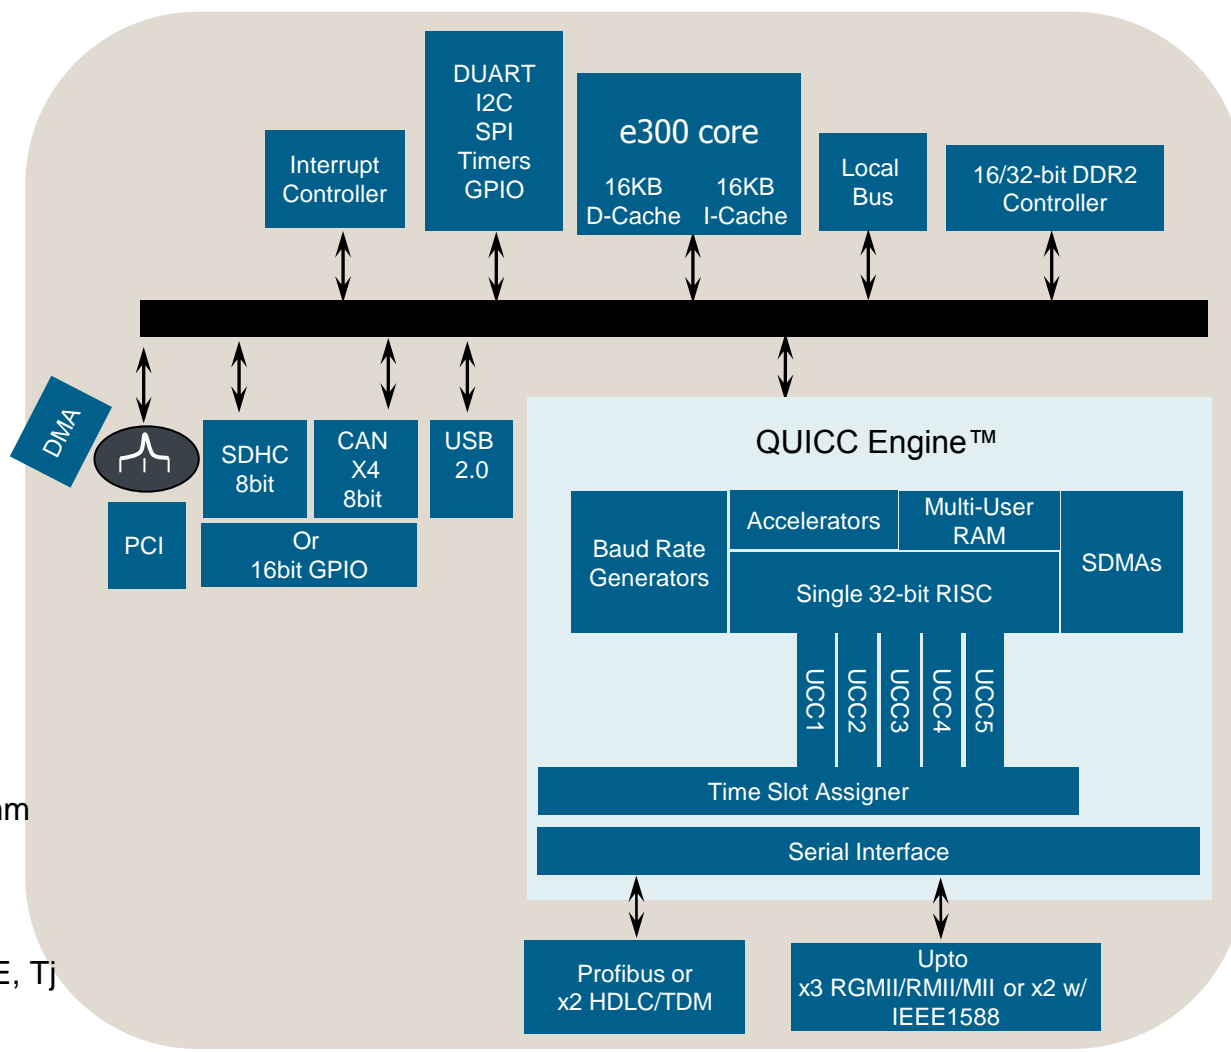 DUART
I2C
SPI
Timers
GPIO
e300 core
16KB
D-Cache
16KB
I-Cache
Interrupt
Controller
Local
Bus
16/32-bit DDR2
Controller
DMA
SDHC
8bit
CAN
X4
8bit
USB
2.0
PCI
Or
16bit GPIO
QUICC Engine™
Baud Rate
Generators
Accelerators
Multi-User
RAM
SDMAs
Single 32-bit RISC
UCC1
UCC2
UCC3
UCC4
UCC5
Time Slot Assigner
Serial Interface
Profibus or
x2 HDLC/TDM
Upto
x3 RGMII/RMII/MII or x2 w/
IEEE1588
E, Tj